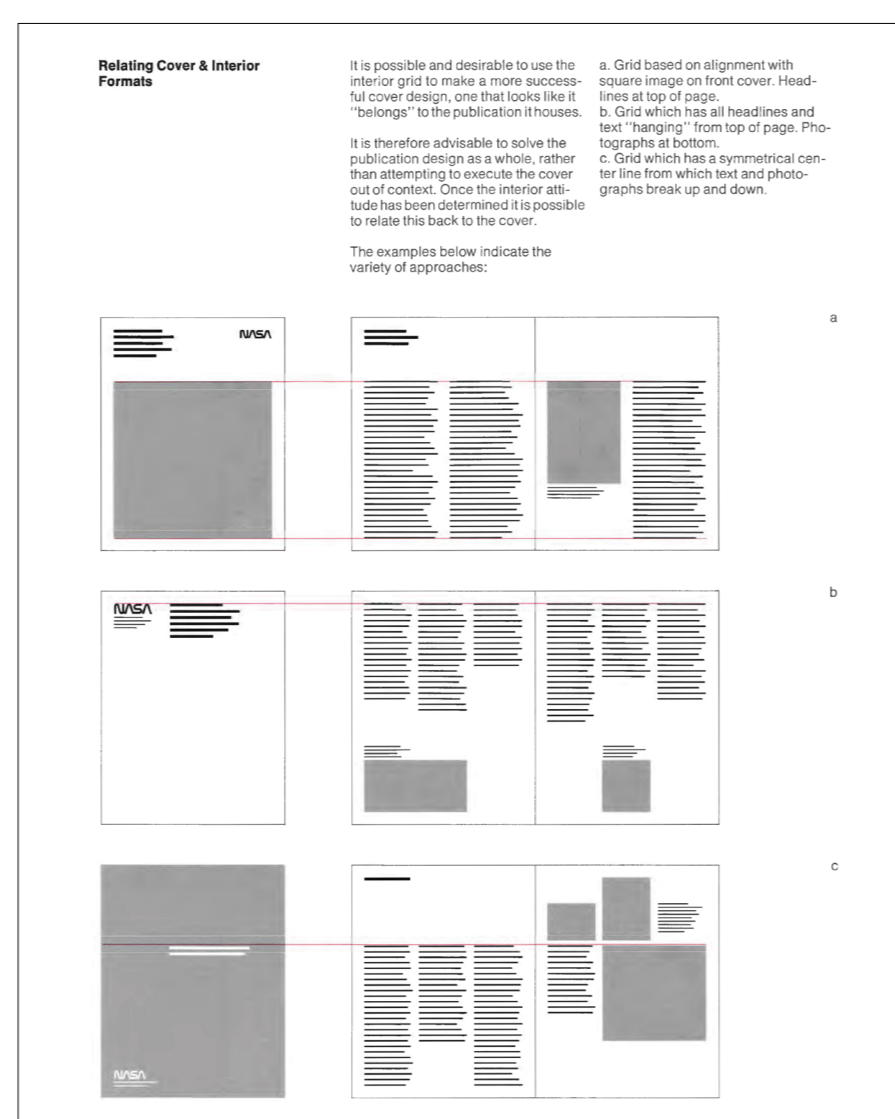 Relating Cover & Interior
Formats
It is possible and desirable to use the
interior grid to make a more success-
ful cover design, one that looks like it
"belongs" to the publication it houses.
It is therefore advisable to solve the
publication design as a whole, rather
than attempting to execute the cover
out of context. Once the interior atti-
tude has been determined it is possible
to relate this back to the cover.
The examples below indicate the
variety of approaches:
a. Grid based on alignment with
square image on front cover. Head-
lines at top of page.
b. Grid which has all headlines and
text "hanging" from top of page. Pho-
tographs at bottom.
c. Grid which has a symmetrical cen-
ter line from which text and photo-
graphs break up and down.
a
NASA
b
NASA
c
NASA